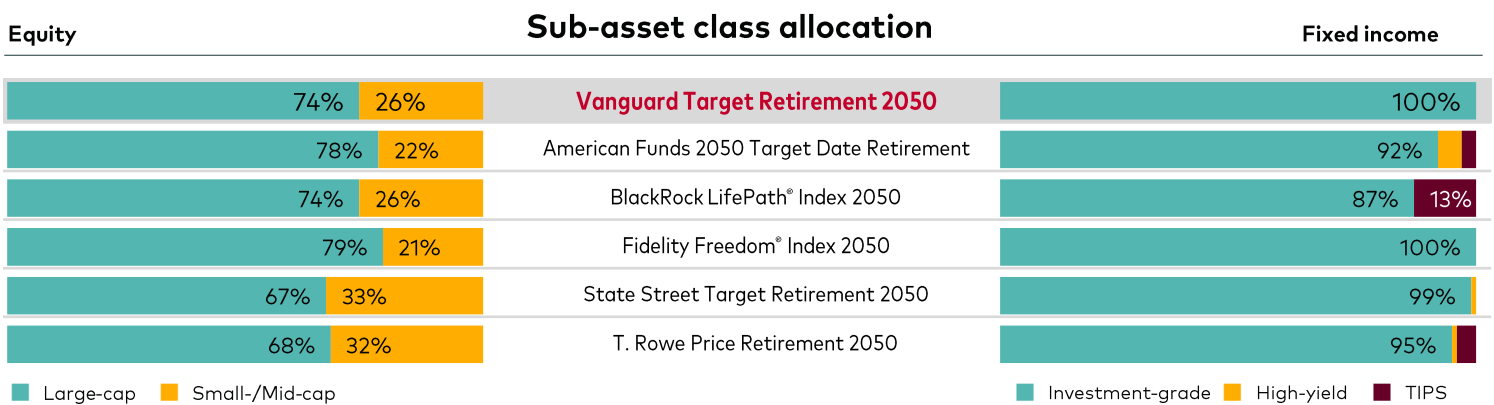 Sub-asset class allocation
Equity
Fixed income
74% 26% Vanguard Target Retirement 2050 100%
78% 22% American Funds 2050 Target Date Retirement 92%
74% 26% BlackRock LifePath® Index 2050 87% 13%
79% 21% Fidelity Freedom® Index 2050 100%
67% 33% State Street Target Retirement 2050 99%
68% 32% T. Rowe Price Retirement 2050 95%
Large-cap Small-/Mid-cap Investment-grade High-yield TIPS